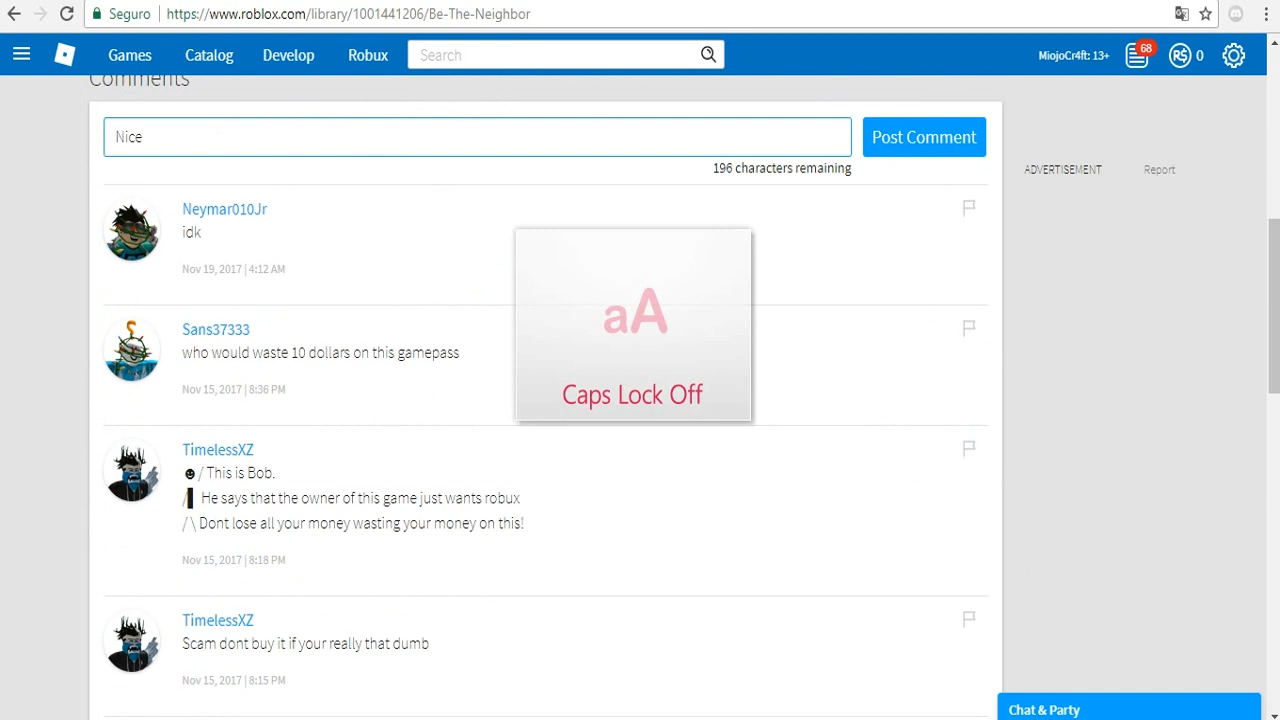 Seguro https://www.roblox.com/library/1001441206/Be-The-Neighbor
Games Catalog Develop Robux Search MiojoCr4ft: 13+ 68 R$ 0
Comments
Nice Post Comment
196 characters remaining
ADVERTISEMENT Report
Neymar010Jr
idk
Nov 19, 2017 | 4:12 AM
aA
Caps Lock Off
Sans37333
who would waste 10 dollars on this gamepass
Nov 15, 2017 | 8:36 PM
TimelessXZ
☻/ This is Bob.
/▌ He says that the owner of this game just wants robux
/ \ Dont lose all your money wasting your money on this!
Nov 15, 2017 | 8:18 PM
TimelessXZ
Scam dont buy it if your really that dumb
Nov 15, 2017 | 8:15 PM
Chat & Party